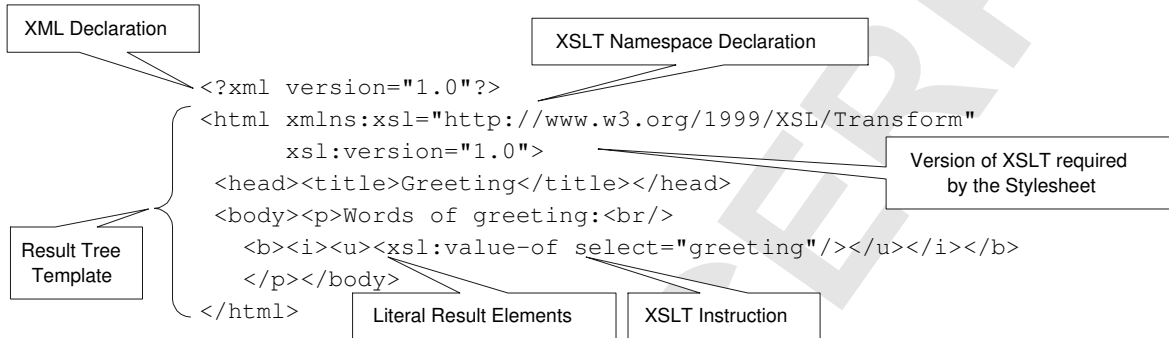 XML Declaration
XSLT Namespace Declaration
<?xml version="1.0"?>
<html xmlns:xsl="http://www.w3.org/1999/XSL/Transform"
xsl:version="1.0">
Version of XSLT required
by the Stylesheet
<head><title>Greeting</title></head>
<body><p>Words of greeting:<br/>
<b><i><u><xsl:value-of select="greeting"/></u></i></b>
</p></body>
</html>
Result Tree
Template
Literal Result Elements
XSLT Instruction